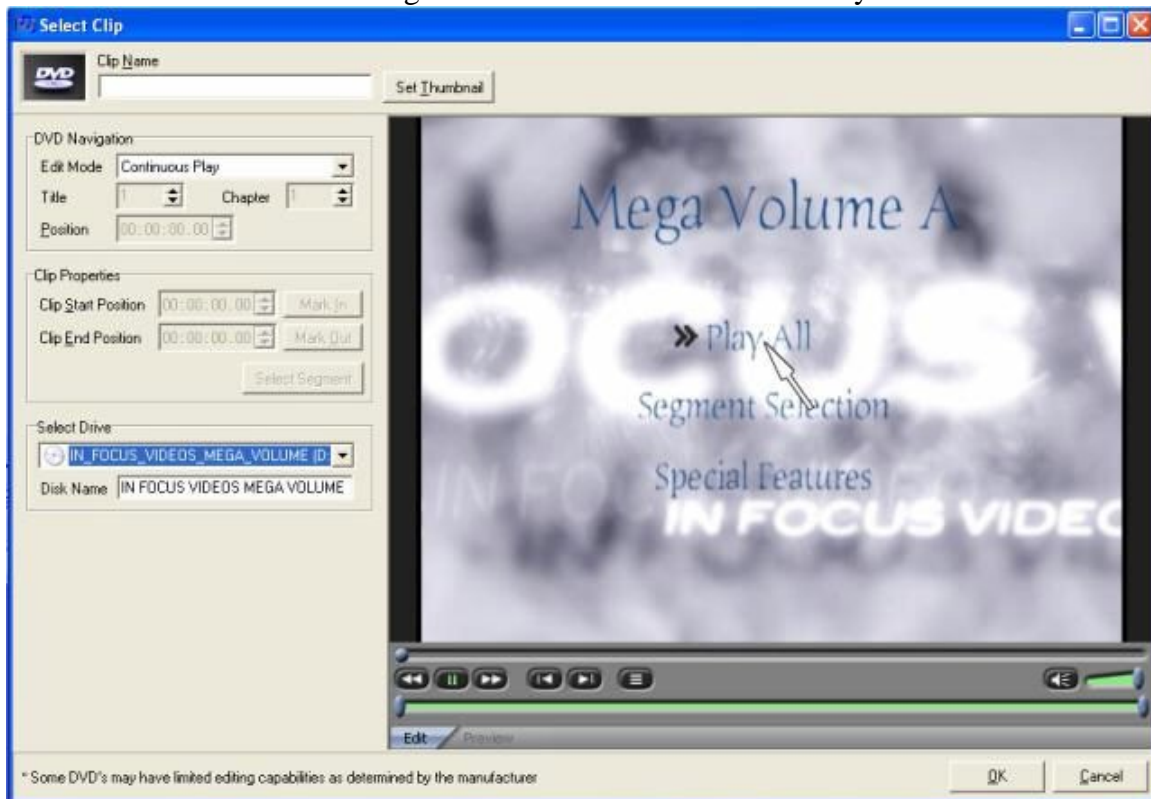 Select Clip
DVD
Clip Name
Set Thumbnail
DVD Navigation
Edit Mode Continuous Play
Title 1 Chapter 1
Position 00:00:00.00
Clip Properties
Clip Start Position 00:00:00.00 Mark In
Clip End Position 00:00:00.00 Mark Out
Select Segment
Select Drive
IN_FOCUS_VIDEOS_MEGA_VOLUME (D:
Disk Name IN FOCUS VIDEOS MEGA VOLUME
Mega Volume A
OCUS V
Play All
Segment Selection
Special Features
IN FOCUS VIDEO
Edit Preview
* Some DVD's may have limited editing capabilities as determined by the manufacturer
OK Cancel